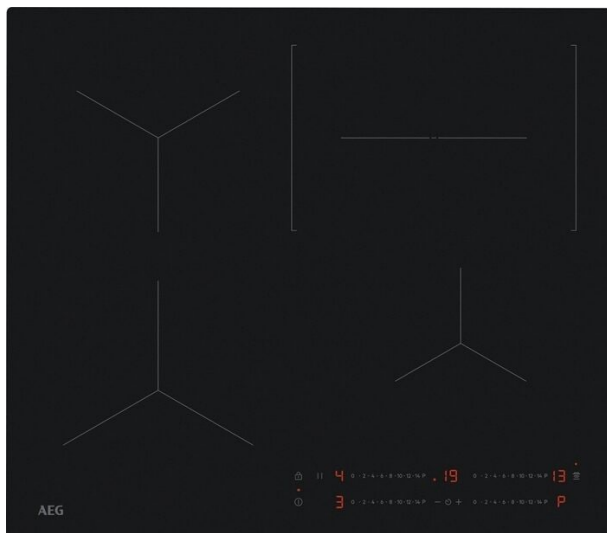 4 0 · 2 · 4 · 6 · 8 · 10 · 12 · 14 P .19 0 · 2 · 4 · 6 · 8 · 10 · 12 · 14 P 13
3 0 · 2 · 4 · 6 · 8 · 10 · 12 · 14 P − + 0 · 2 · 4 · 6 · 8 · 10 · 12 · 14 P P
AEG